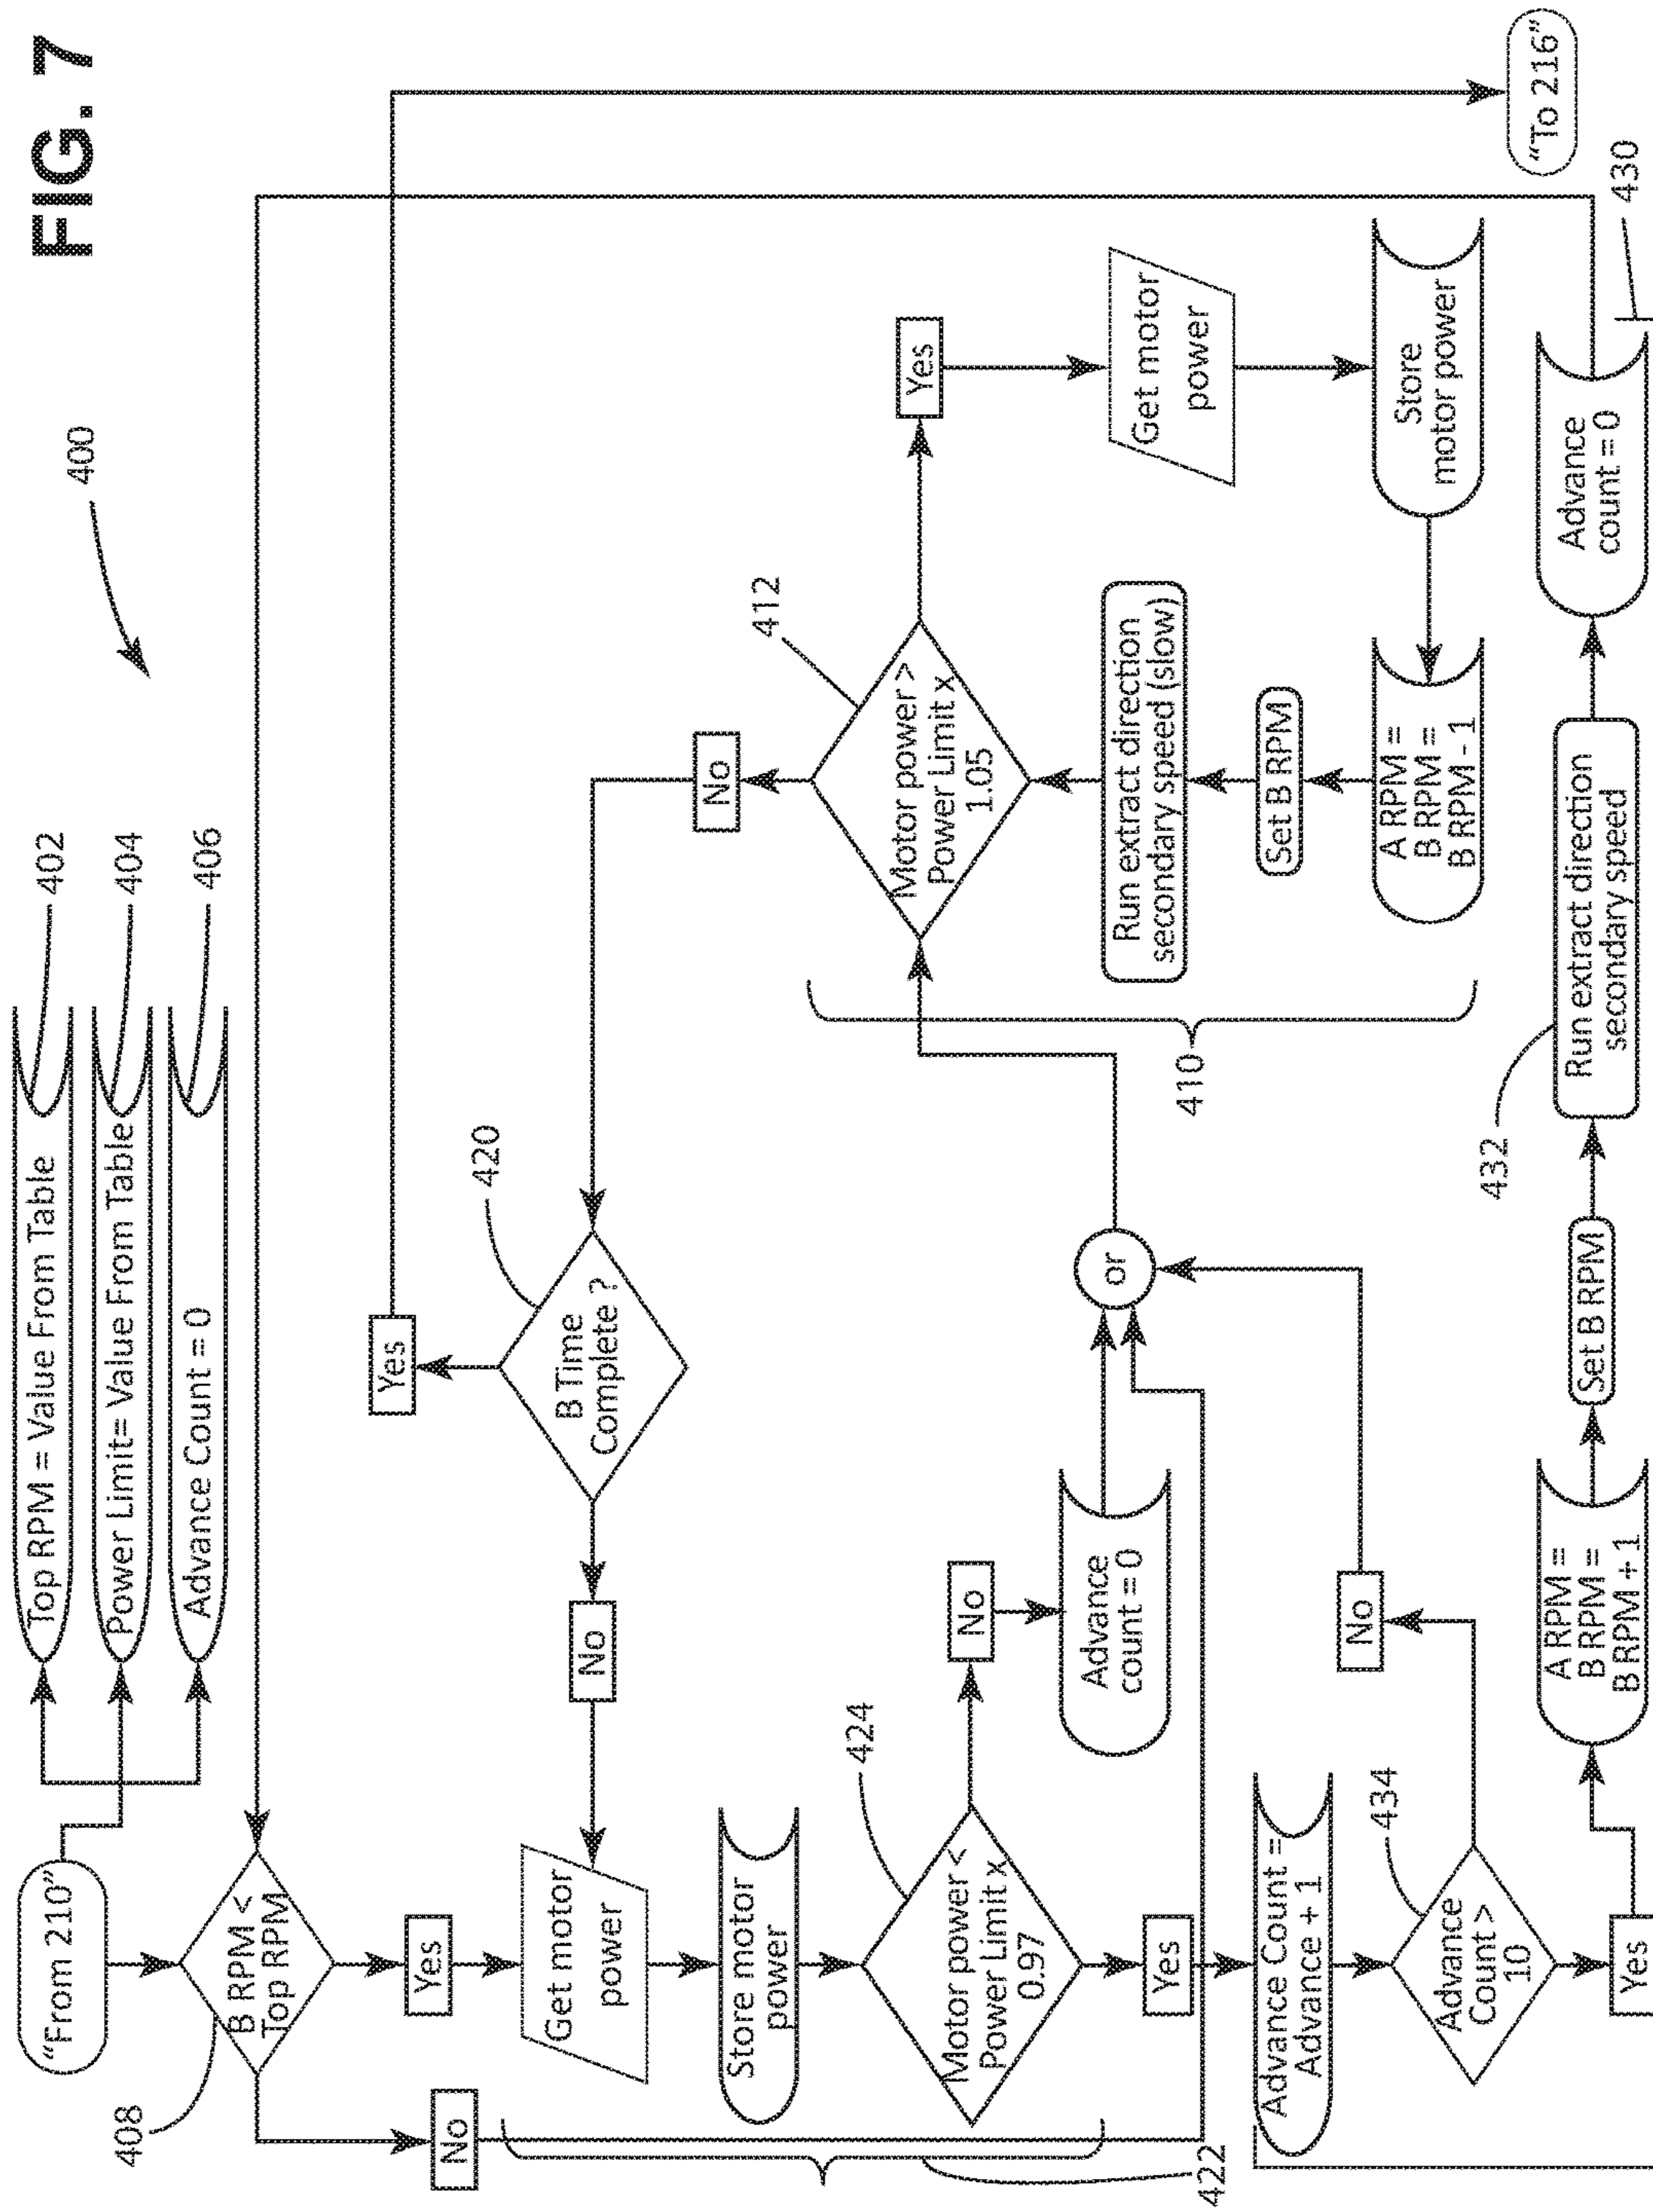 FIG. 7
400
"From 210"
Top RPM = Value From Table
402
Power Limit= Value From Table
404
Advance Count = 0
406
408
B RPM <
Top RPM
Yes
No
Get motor
power
Store motor
power
424
Motor power <
Power Limit x
0.97
Yes
No
Advance
count = 0
422
Advance Count =
Advance + 1
434
Advance
Count >
10
No
Yes
A RPM =
B RPM =
B RPM + 1
Set B RPM
432
Run extract direction
secondary speed
Advance
count = 0
430
or
No
420
B Time
Complete ?
Yes
"To 216"
No
412
Motor power >
Power Limit x
1.05
Yes
Get motor
power
Store
motor power
A RPM =
B RPM =
B RPM - 1
Set B RPM
Run extract direction
secondary speed (slow)
410